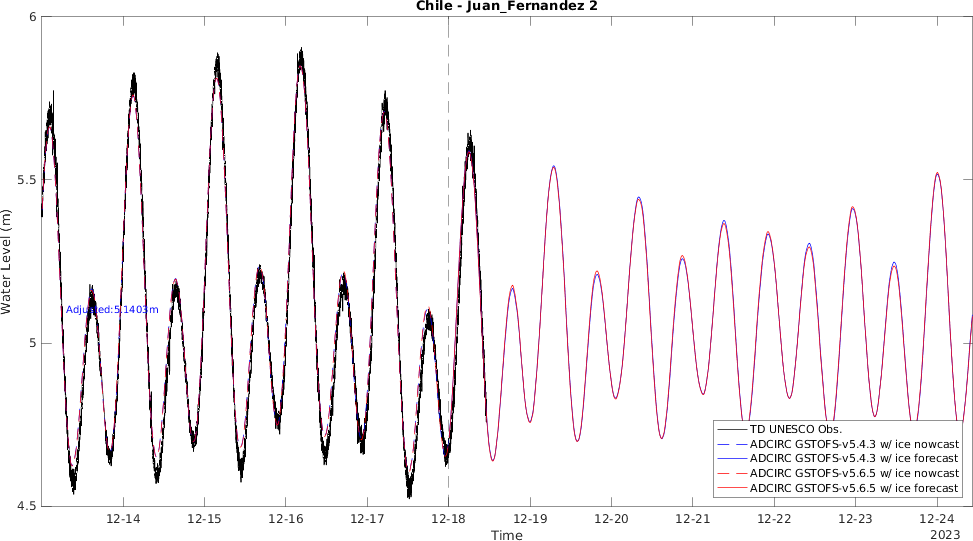 Chile - Juan_Fernandez 2
6
5.5
5
4.5
Water Level (m)
Adjusted:5.1403m
TD UNESCO Obs.
ADCIRC GSTOFS-v5.4.3 w/ ice nowcast
ADCIRC GSTOFS-v5.4.3 w/ ice forecast
ADCIRC GSTOFS-v5.6.5 w/ ice nowcast
ADCIRC GSTOFS-v5.6.5 w/ ice forecast
12-14 12-15 12-16 12-17 12-18 12-19 12-20 12-21 12-22 12-23 12-24
Time
2023